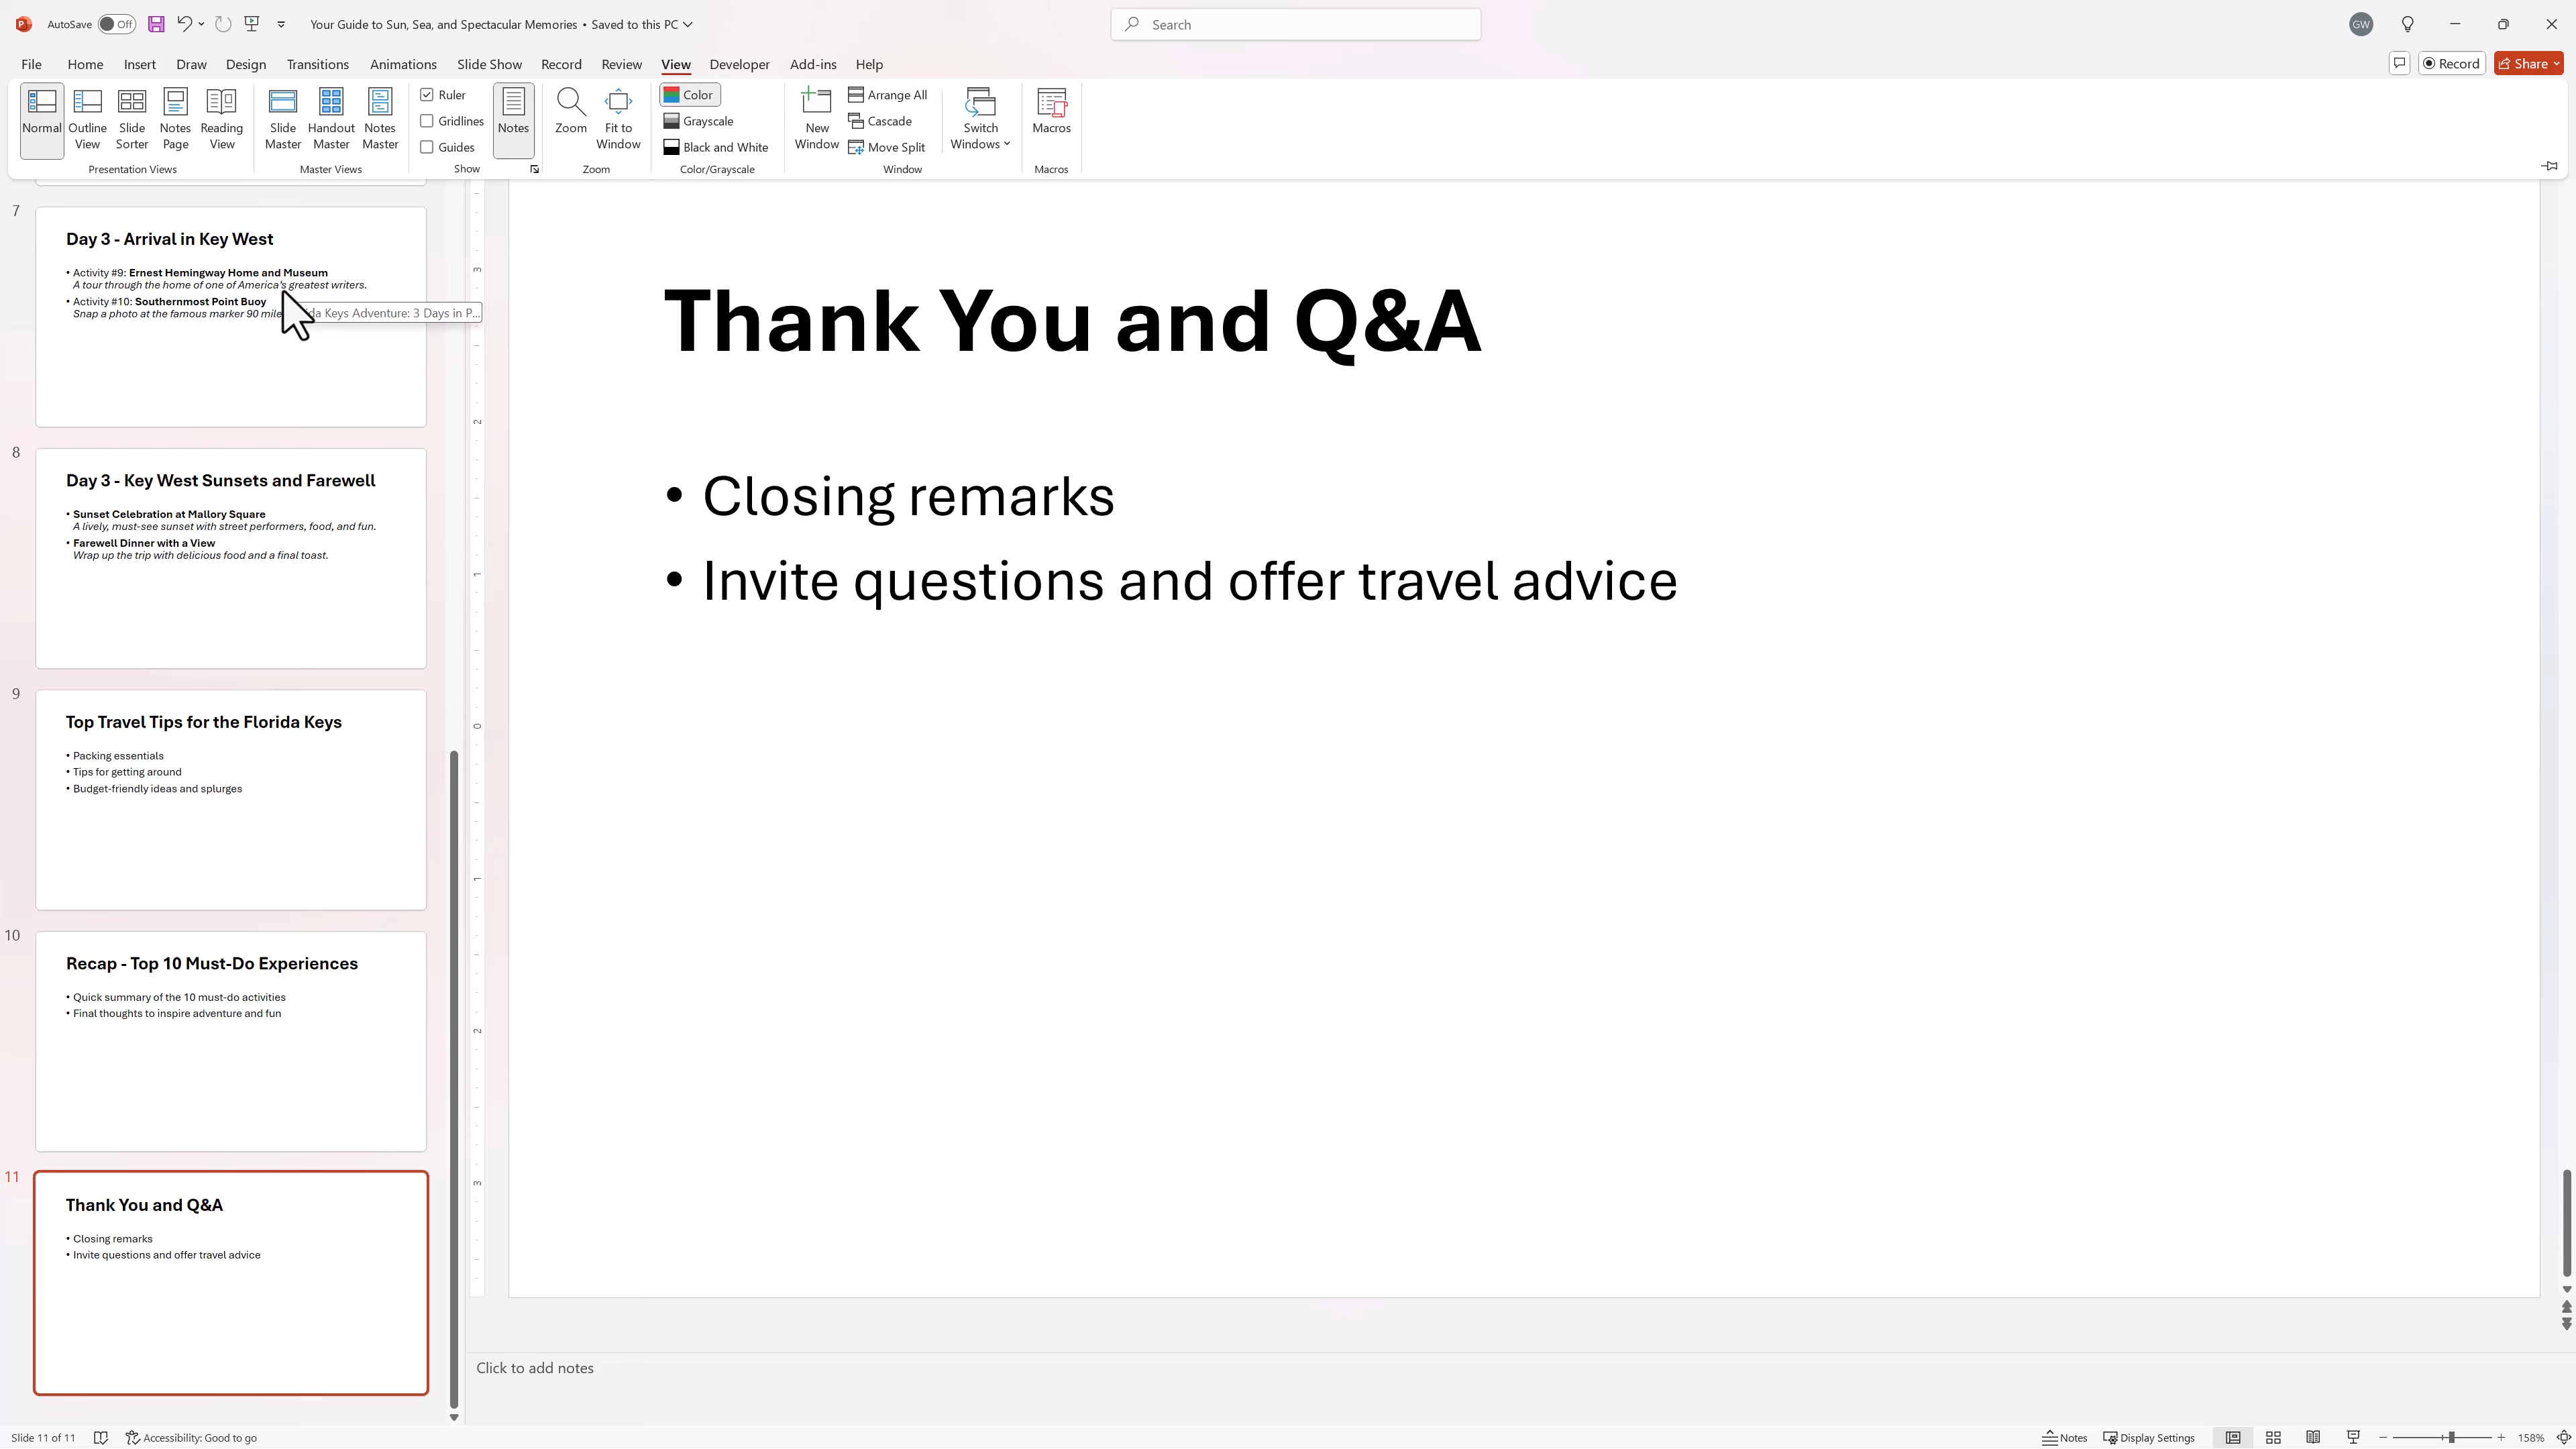 AutoSave Off Your Guide to Sun, Sea, and Spectacular Memories • Saved to this PC Search GW
File Home Insert Draw Design Transitions Animations Slide Show Record Review View Developer Add-ins Help Record Share
Normal Outline View Slide Sorter Notes Page Reading View
Presentation Views
Slide Master Handout Master Notes Master
Master Views
Ruler
Gridlines
Guides
Notes
Show
Zoom Fit to Window
Zoom
Color
Grayscale
Black and White
Color/Grayscale
New Window
Arrange All
Cascade
Move Split
Switch Windows
Window
Macros
Macros
7
Day 3 - Arrival in Key West
• Activity #9: Ernest Hemingway Home and Museum
A tour through the home of one of America's greatest writers.
• Activity #10: Southernmost Point Buoy
Snap a photo at the famous marker 90 mile
Keys Adventure: 3 Days in P...
8
Day 3 - Key West Sunsets and Farewell
• Sunset Celebration at Mallory Square
A lively, must-see sunset with street performers, food, and fun.
• Farewell Dinner with a View
Wrap up the trip with delicious food and a final toast.
9
Top Travel Tips for the Florida Keys
• Packing essentials
• Tips for getting around
• Budget-friendly ideas and splurges
10
Recap - Top 10 Must-Do Experiences
• Quick summary of the 10 must-do activities
• Final thoughts to inspire adventure and fun
11
Thank You and Q&A
• Closing remarks
• Invite questions and offer travel advice
3
2
1
0
1
2
3
Thank You and Q&A
• Closing remarks
• Invite questions and offer travel advice
Click to add notes
Slide 11 of 11 Accessibility: Good to go Notes Display Settings 158%